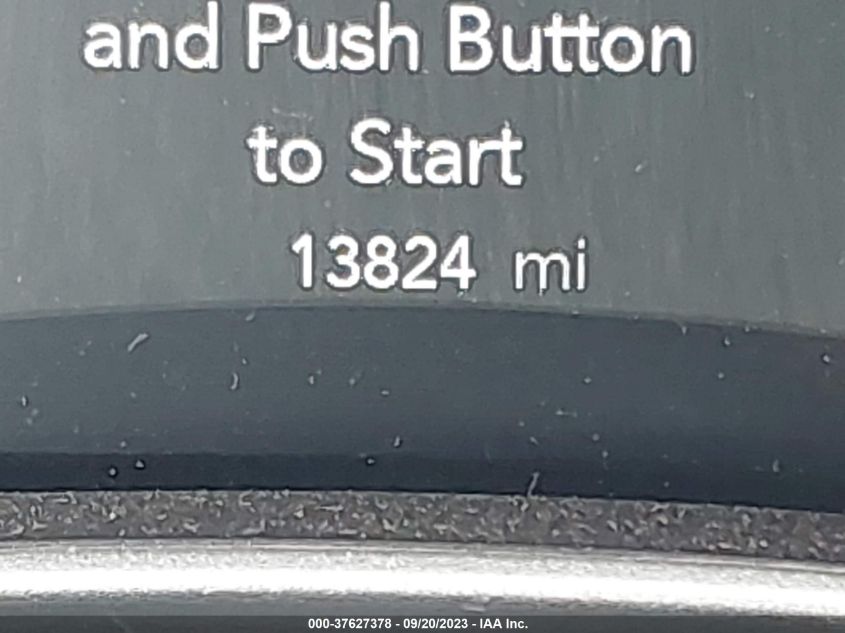 and Push Button
to Start
13824 mi
000-37627378 - 09/20/2023 - IAA Inc.